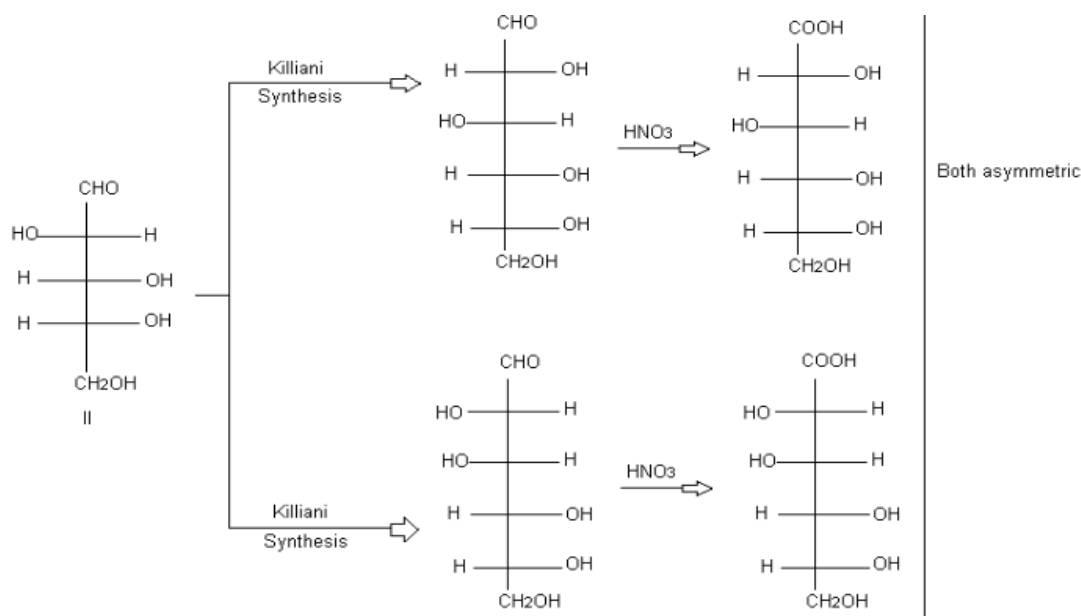 CHO
HO H
H OH
H OH
CH2OH
II
Killiani
Synthesis
CHO
H OH
HO H
H OH
H OH
CH2OH
HNO3
COOH
H OH
HO H
H OH
H OH
CH2OH
Killiani
Synthesis
CHO
HO H
HO H
H OH
H OH
CH2OH
HNO3
COOH
HO H
HO H
H OH
H OH
CH2OH
Both asymmetric